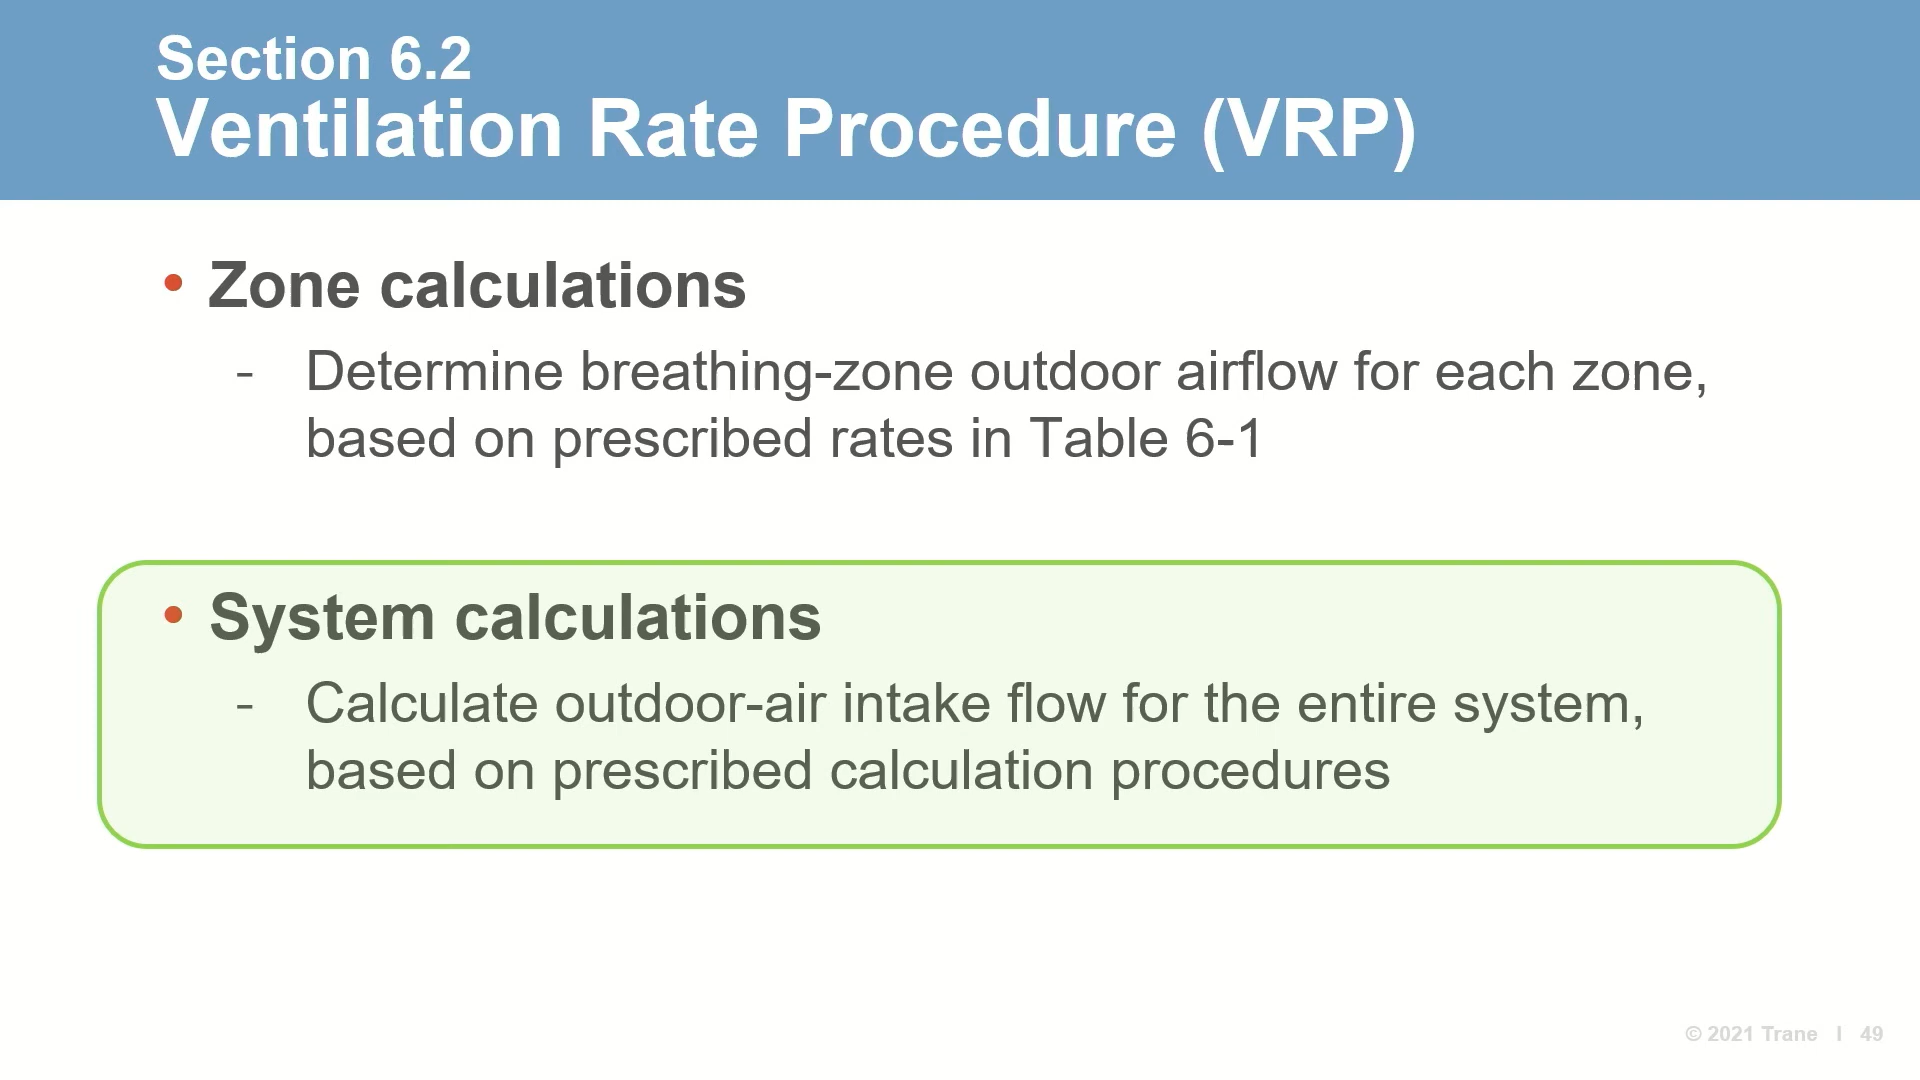 Section 6.2
Ventilation Rate Procedure (VRP)
• Zone calculations
- Determine breathing-zone outdoor airflow for each zone,
based on prescribed rates in Table 6-1
• System calculations
- Calculate outdoor-air intake flow for the entire system,
based on prescribed calculation procedures
© 2021 Trane I 49